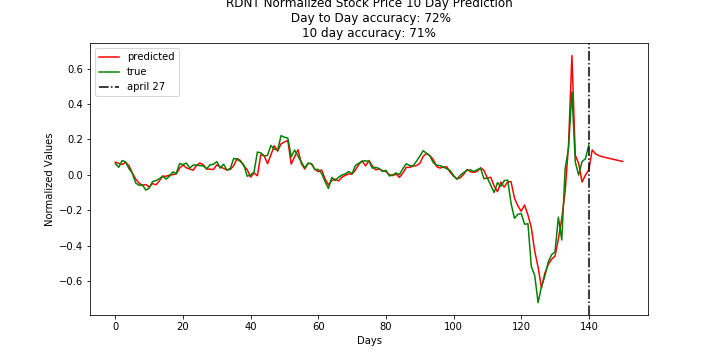 RDNT Normalized Stock Price 10 Day Prediction
Day to Day accuracy: 72%
10 day accuracy: 71%
predicted
true
april 27
Normalized Values
0.6
0.4
0.2
0.0
−0.2
−0.4
−0.6
0 20 40 60 80 100 120 140
Days